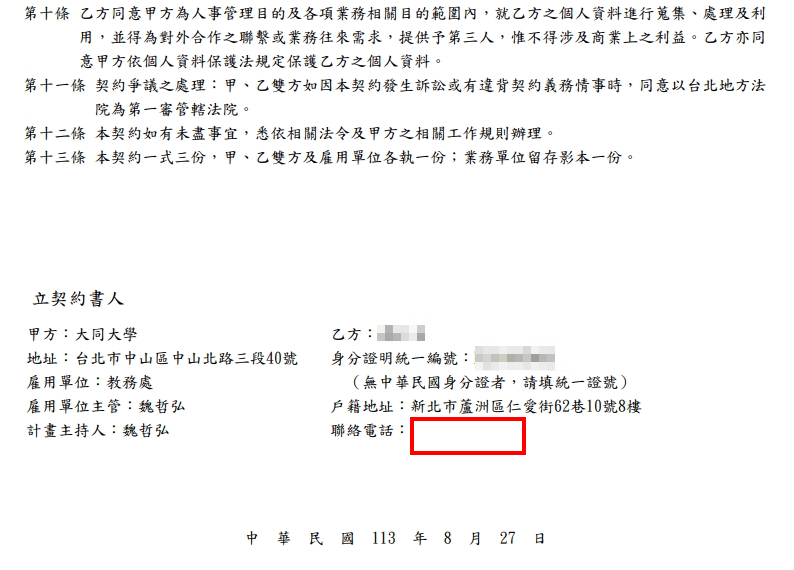 第十條 乙方同意甲方為人事管理目的及各項業務相關目的範圍內，就乙方之個人資料進行蒐集、處理及利
用，並得為對外合作之聯繫或業務往來需求，提供予第三人，惟不得涉及商業上之利益。乙方亦同
意甲方依個人資料保護法規定保護乙方之個人資料。
第十一條 契約爭議之處理：甲、乙雙方如因本契約發生訴訟或有違背契約義務情事時，同意以台北地方法
院為第一審管轄法院。
第十二條 本契約如有未盡事宜，悉依相關法令及甲方之相關工作規則辦理。
第十三條 本契約一式三份，甲、乙雙方及雇用單位各執一份；業務單位留存影本一份。
立契約書人
甲方：大同大學
地址：台北市中山區中山北路三段40號
雇用單位：教務處
雇用單位主管：魏哲弘
計畫主持人：魏哲弘
乙方：
身分證明統一編號：
（無中華民國身分證者，請填統一證號）
戶籍地址：新北市蘆洲區仁愛街62巷10號8樓
聯絡電話：
中 華 民 國 113 年 8 月 27 日